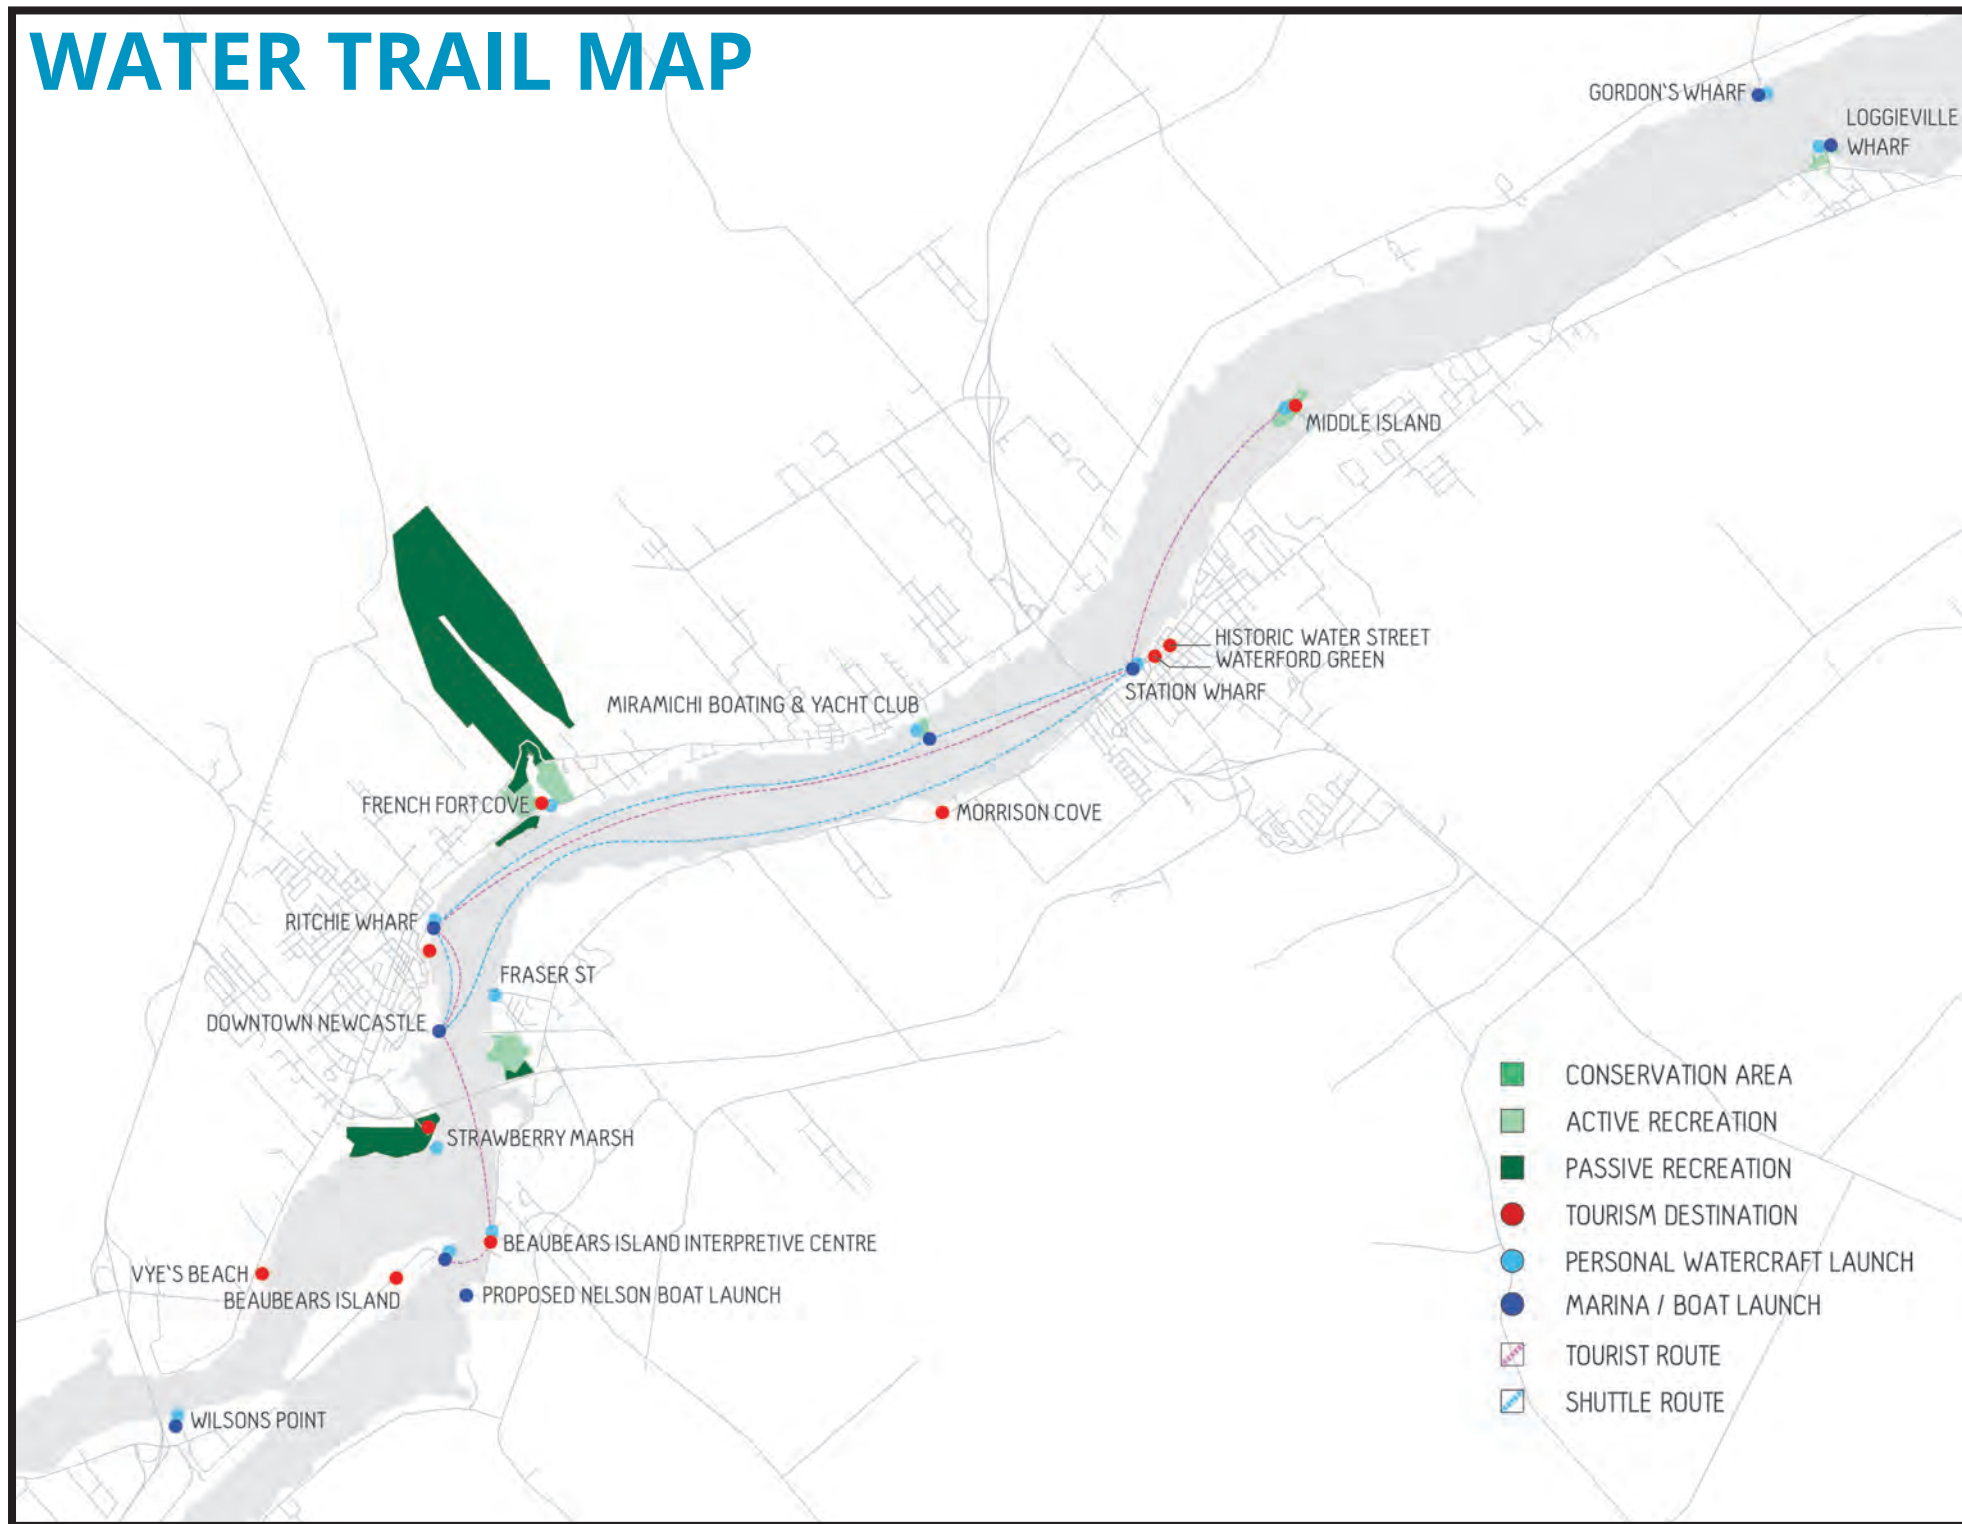 WATER TRAIL MAP
GORDON'S WHARF
LOGGIEVILLE
WHARF
MIDDLE ISLAND
HISTORIC WATER STREET
WATERFORD GREEN
STATION WHARF
MIRAMICHI BOATING & YACHT CLUB
FRENCH FORT COVE
MORRISON COVE
RITCHIE WHARF
FRASER ST
DOWNTOWN NEWCASTLE
STRAWBERRY MARSH
BEAUBEARS ISLAND INTERPRETIVE CENTRE
VYE'S BEACH
BEAUBEARS ISLAND
PROPOSED NELSON BOAT LAUNCH
WILSONS POINT
CONSERVATION AREA
ACTIVE RECREATION
PASSIVE RECREATION
TOURISM DESTINATION
PERSONAL WATERCRAFT LAUNCH
MARINA / BOAT LAUNCH
TOURIST ROUTE
SHUTTLE ROUTE